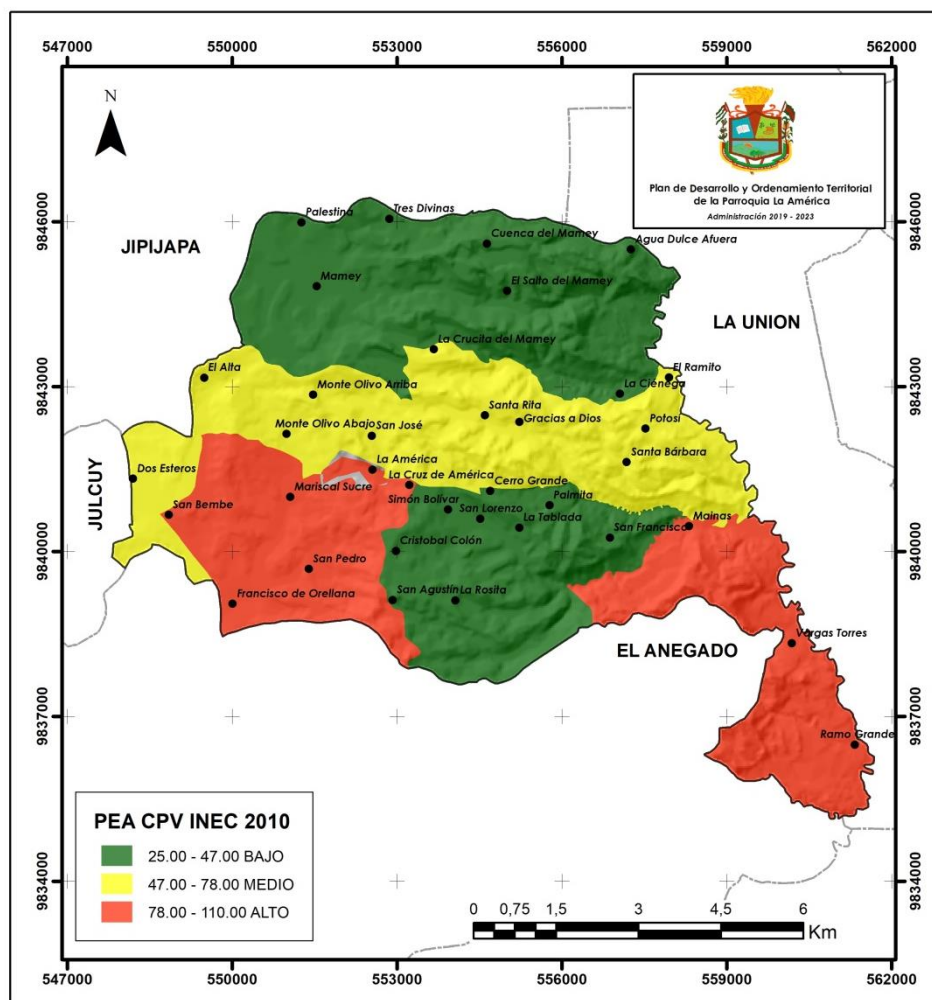 547000 550000 553000 556000 559000 562000
N
Plan de Desarrollo y Ordenamiento Territorial
de la Parroquia La América
Administración 2019 - 2023
9846000 9846000
JIPIJAPA
Palestina
Tres Divinas
Cuenca del Mamey
Agua Dulce Afuera
Mamey
El Salto del Mamey
LA UNION
La Crucita del Mamey
9843000 9843000
El Alta
El Ramito
Monte Olivo Arriba
La Ciénega
Santa Rita
Gracias a Dios
Potosí
Monte Olivo Abajo
San José
Santa Bárbara
La América
Dos Esteros
La Cruz de América
Cerro Grande
JULCUY
Mariscal Sucre
Simón Bolívar
Palmita
San Bembe
San Lorenzo
La Tablada
San Francisco
Mainas
9840000 9840000
Cristobal Colón
San Pedro
Francisco de Orellana
San Agustín
La Rosita
EL ANEGADO
Vargas Torres
9837000 9837000
Ramo Grande
PEA CPV INEC 2010
25.00 - 47.00 BAJO
47.00 - 78.00 MEDIO
78.00 - 110.00 ALTO
9834000 9834000
0 0,75 1,5 3 4,5 6
Km
547000 550000 553000 556000 559000 562000